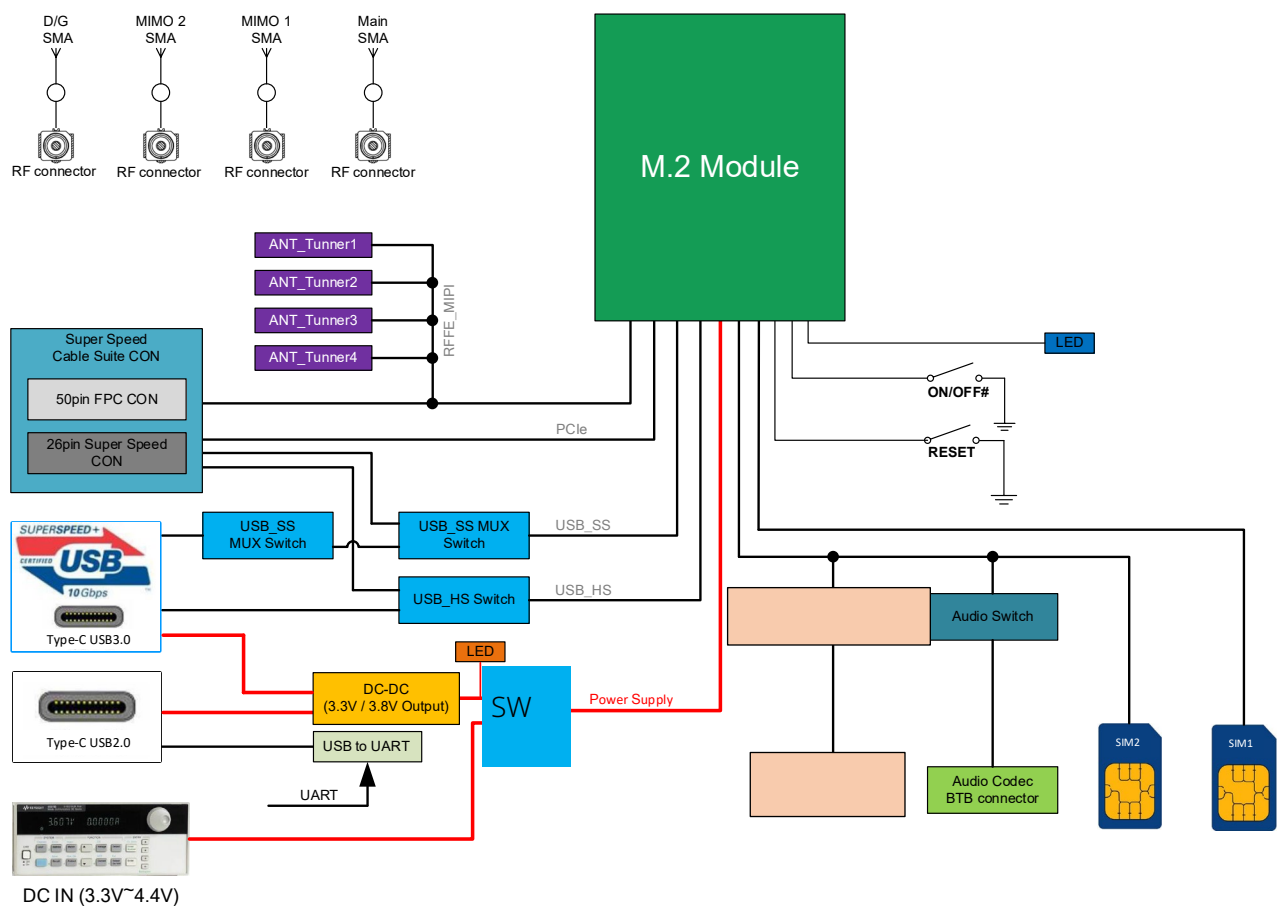 D/G
SMA
MIMO 2
SMA
MIMO 1
SMA
Main
SMA
RF connector
RF connector
RF connector
RF connector
M.2 Module
ANT_Tunner1
ANT_Tunner2
ANT_Tunner3
ANT_Tunner4
RFFE_MIPI
Super Speed
Cable Suite CON
50pin FPC CON
26pin Super Speed
CON
PCIe
LED
ON/OFF#
RESET
SUPERSPEED+
CERTIFIED
USB
10Gbps
Type-C USB3.0
USB_SS
MUX Switch
USB_SS MUX
Switch
USB_SS
USB_HS Switch
USB_HS
Audio Switch
LED
DC-DC
(3.3V / 3.8V Output)
SW
Power Supply
Type-C USB2.0
USB to UART
UART
Audio Codec
BTB connector
SIM2
SIM1
3.607V 0.0000A
DC IN (3.3V~4.4V)